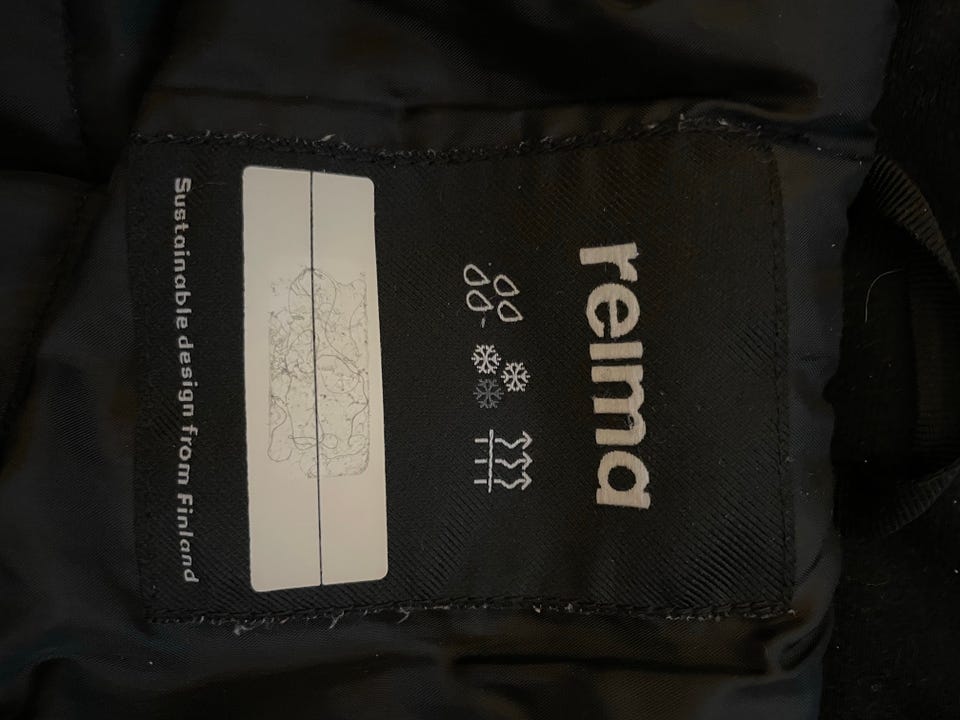 reima
Sustainable design from Finland